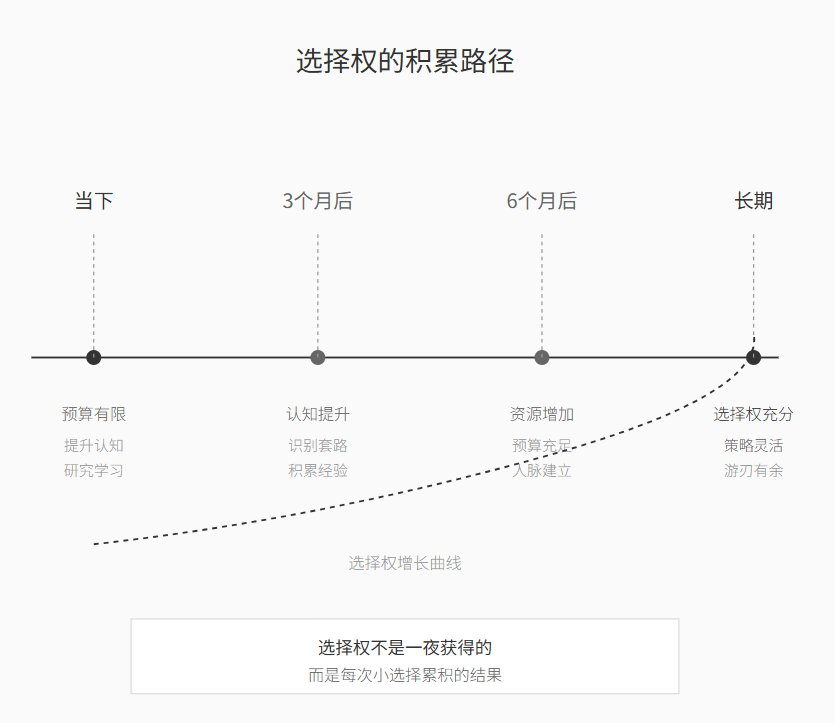 选择权的积累路径
当下
3个月后
6个月后
长期
预算有限
提升认知
研究学习
认知提升
识别套路
积累经验
资源增加
预算充足
人脉建立
选择权充分
策略灵活
游刃有余
选择权增长曲线
选择权不是一夜获得的
而是每次小选择累积的结果